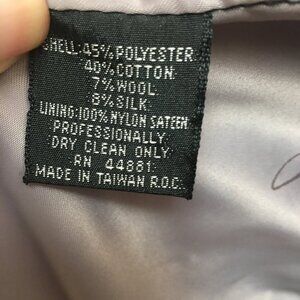 SHELL: 45% POLYESTER
40% COTTON
7% WOOL
8% SILK
LINING: 100% NYLON SATEEN
PROFESSIONALLY
DRY CLEAN ONLY
RN 44881
MADE IN TAIWAN R.O.C.